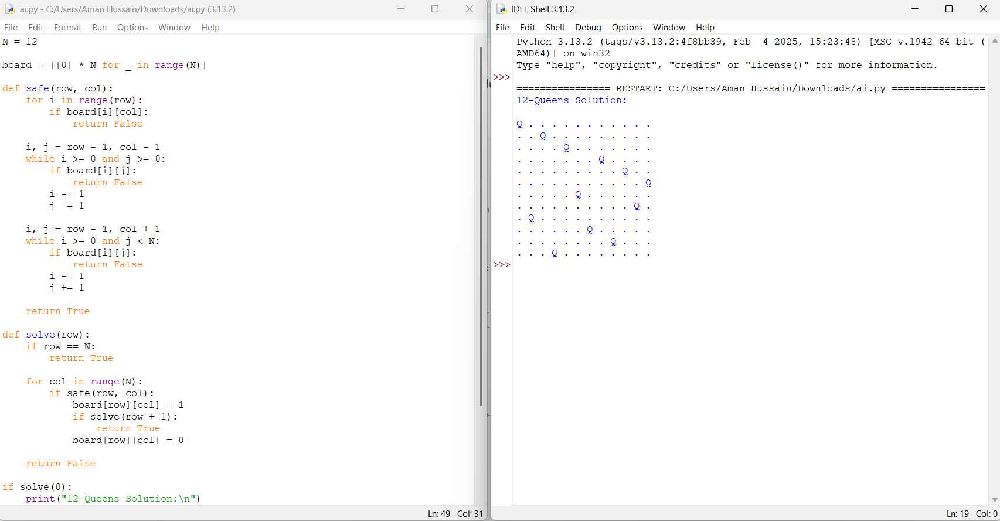 ai.py - C:/Users/Aman Hussain/Downloads/ai.py (3.13.2)
File Edit Format Run Options Window Help
N = 12

board = [[0] * N for _ in range(N)]

def safe(row, col):
    for i in range(row):
        if board[i][col]:
            return False

    i, j = row - 1, col - 1
    while i >= 0 and j >= 0:
        if board[i][j]:
            return False
        i -= 1
        j -= 1

    i, j = row - 1, col + 1
    while i >= 0 and j < N:
        if board[i][j]:
            return False
        i -= 1
        j += 1

    return True

def solve(row):
    if row == N:
        return True

    for col in range(N):
        if safe(row, col):
            board[row][col] = 1
            if solve(row + 1):
                return True
            board[row][col] = 0

    return False

if solve(0):
    print("12-Queens Solution:\n")
Ln: 49 Col: 31
IDLE Shell 3.13.2
File Edit Shell Debug Options Window Help
Python 3.13.2 (tags/v3.13.2:4f8bb39, Feb  4 2025, 15:23:48) [MSC v.1942 64 bit (
AMD64)] on win32
Type "help", "copyright", "credits" or "license()" for more information.
>>>
================ RESTART: C:/Users/Aman Hussain/Downloads/ai.py ================
12-Queens Solution:

Q . . . . . . . . . . .
. . Q . . . . . . . . .
. . . . Q . . . . . . .
. . . . . . . Q . . . .
. . . . . . . . . Q . .
. . . . . . . . . . . Q
. . . . . Q . . . . . .
. . . . . . . . . . Q .
. Q . . . . . . . . . .
. . . . . . Q . . . . .
. . . . . . . . Q . . .
. . . Q . . . . . . . .
>>>
Ln: 19 Col: 0